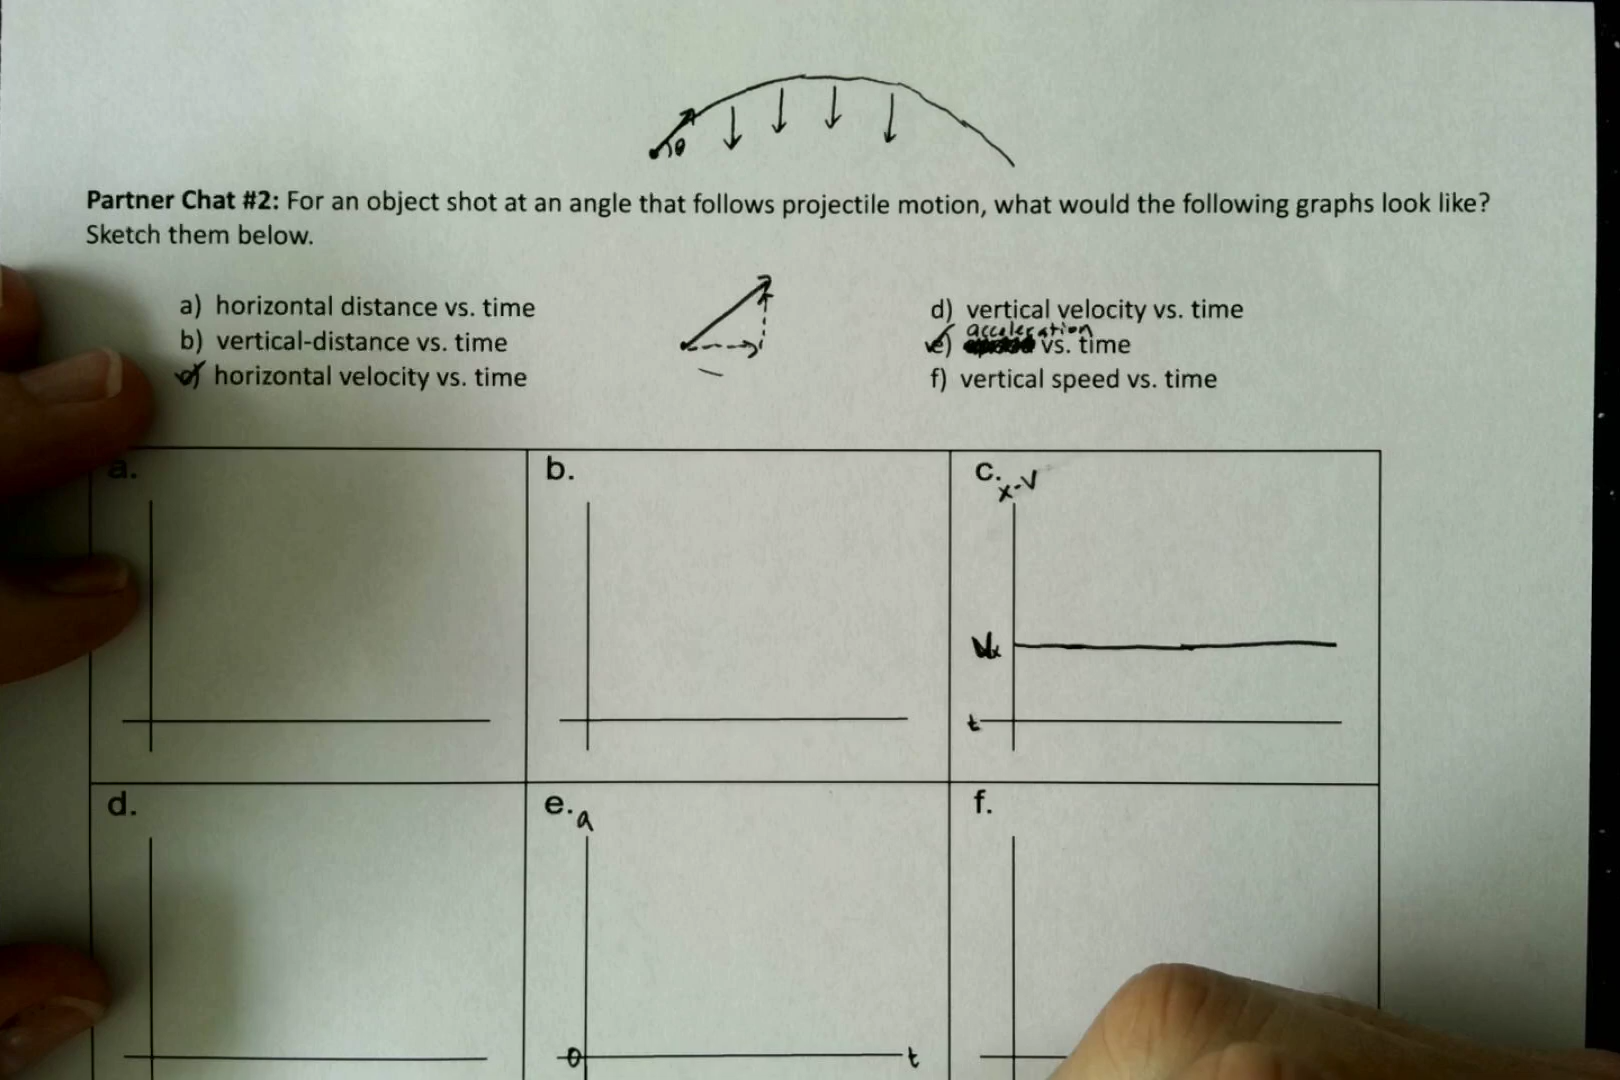 θ
Partner Chat #2: For an object shot at an angle that follows projectile motion, what would the following graphs look like?
Sketch them below.
a) horizontal distance vs. time
b) vertical-distance vs. time
c) horizontal velocity vs. time
d) vertical velocity vs. time
acceleration
e) vs. time
f) vertical speed vs. time
a.
b.
c.
x-v
t
d.
e.
a
f.
0
t